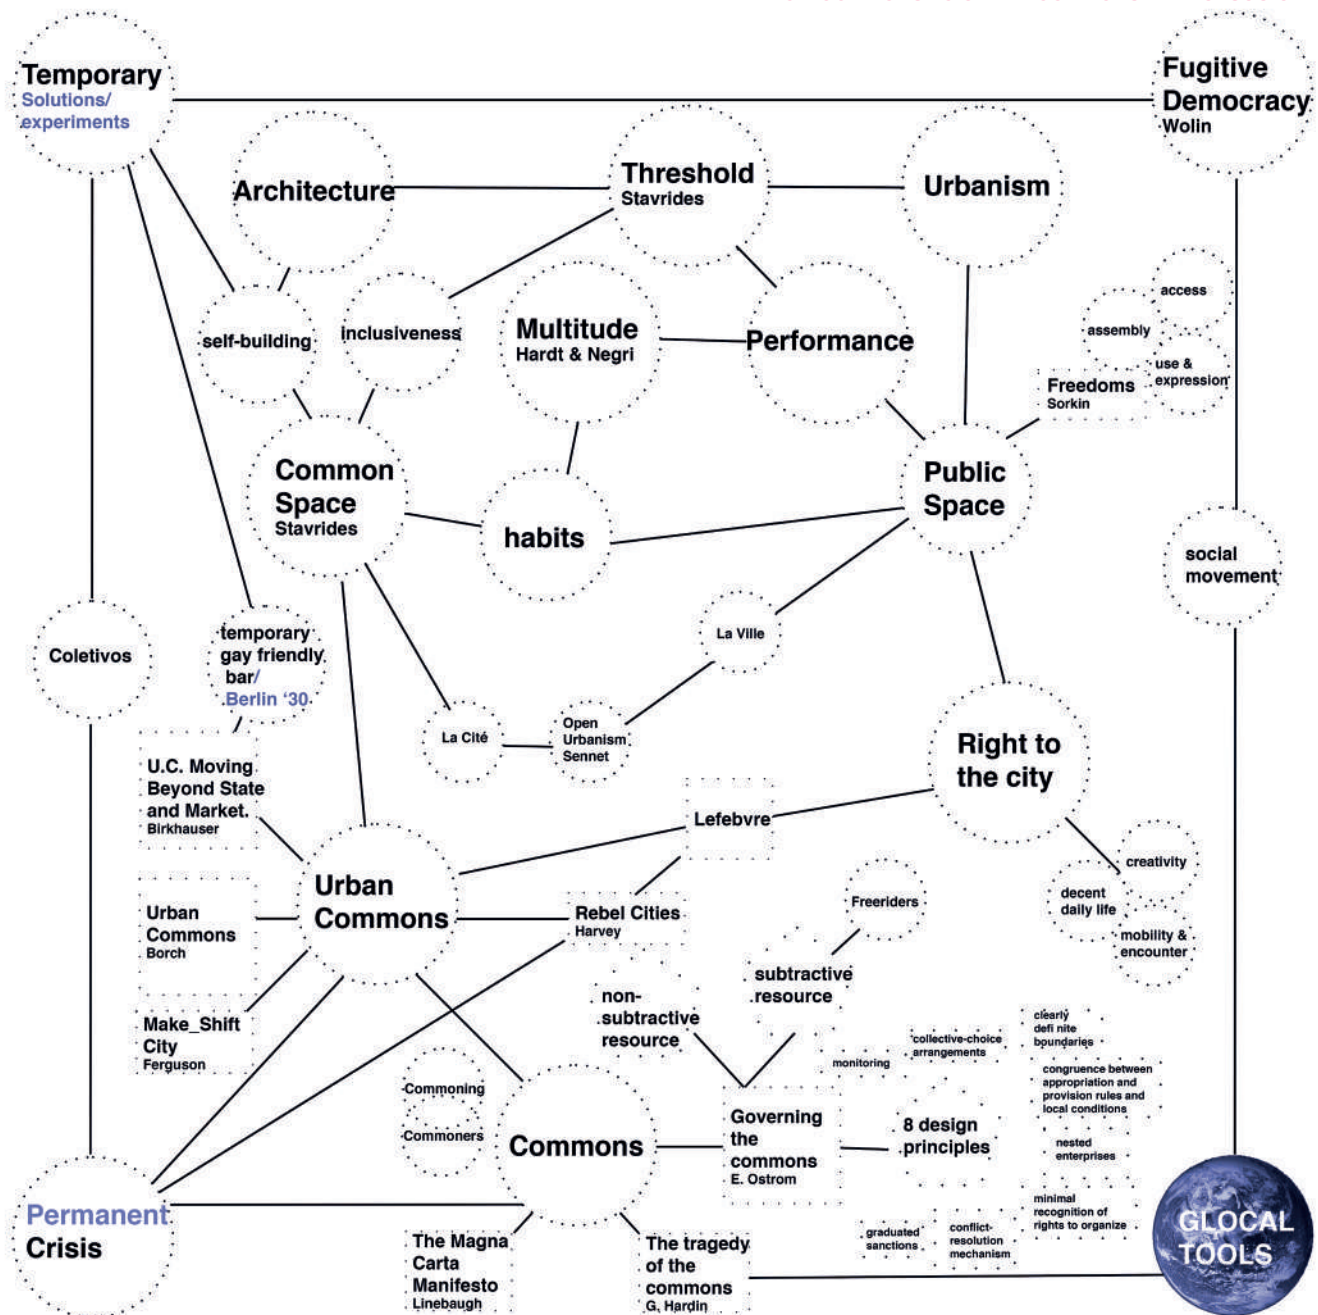 Temporary
Solutions/
experiments
Fugitive
Democracy
Wolin
Architecture
Threshold
Stavrides
Urbanism
access
assembly
use &
expression
Freedoms
Sorkin
self-building
inclusiveness
Multitude
Hardt & Negri
Performance
Common
Space
Stavrides
habits
Public
Space
social
movement
Coletivos
temporary
gay friendly
bar/
Berlin ‘30
La Ville
La Cité
Open
Urbanism
Sennet
Right to
the city
U.C. Moving
Beyond State
and Market.
Birkhauser
Lefebvre
creativity
decent
daily life
mobility &
encounter
Urban
Commons
Urban
Commons
Borch
Rebel Cities
Harvey
Freeriders
subtractive
resource
non-
subtractive
resource
Make_Shift
City
Ferguson
clearly
defi nite
boundaries
collective-choice
arrangements
monitoring
congruence between
appropriation and
provision rules and
local conditions
Commoning
Commoners
Commons
Governing
the
commons
E. Ostrom
8 design
principles
nested
enterprises
minimal
recognition of
rights to organize
graduated
sanctions
conflict-
resolution
mechanism
Permanent
Crisis
The Magna
Carta
Manifesto
Linebaugh
The tragedy
of the
commons
G. Hardin
GLOCAL
TOOLS